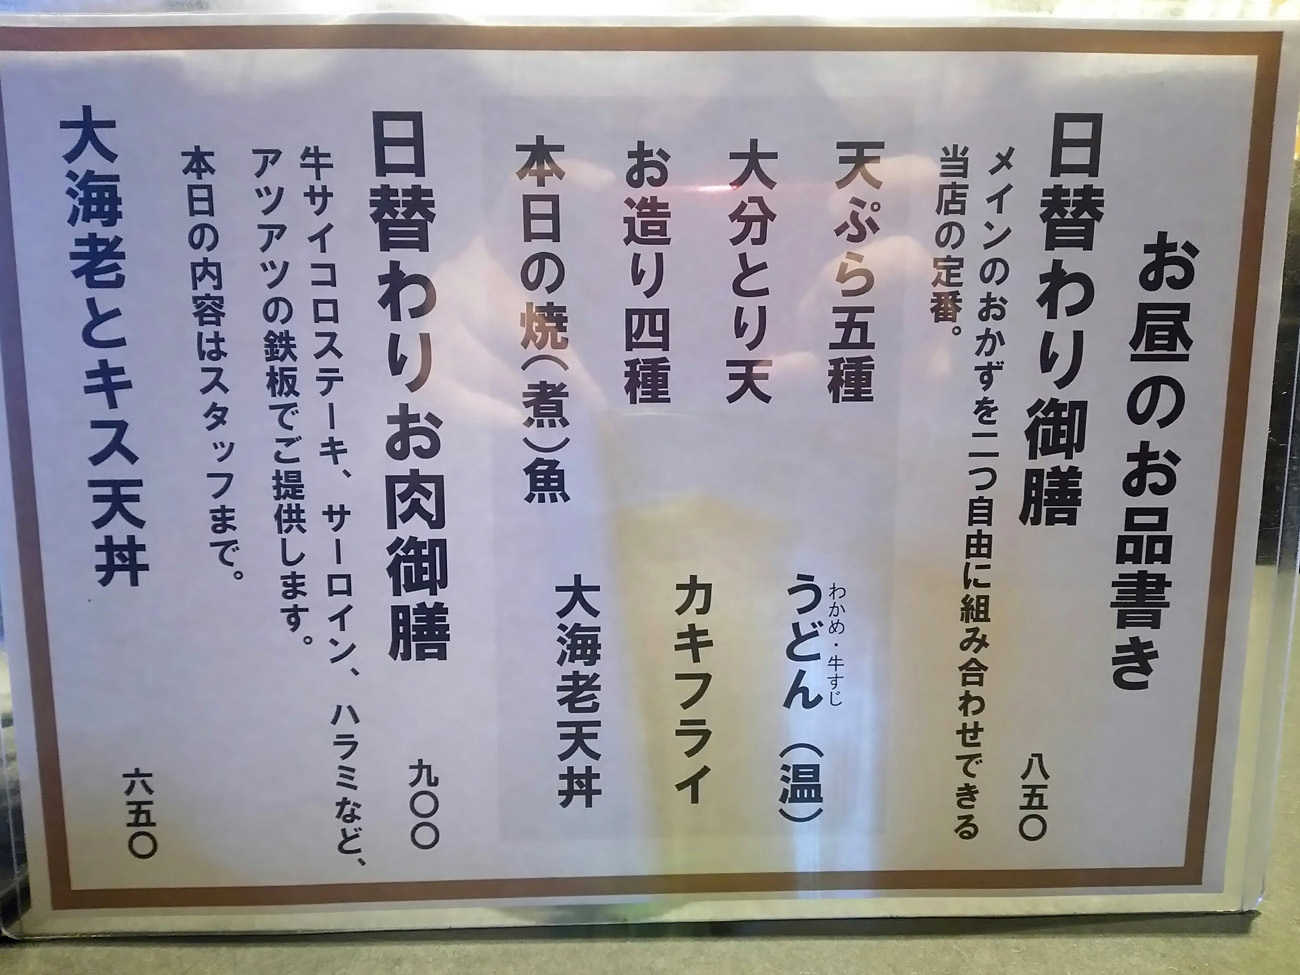 お昼のお品書き
日替わり御膳 八五〇
メインのおかずを二つ自由に組み合わせできる
当店の定番。
天ぷら五種
わかめ・牛すじ
うどん（温）
大分とり天
カキフライ
お造り四種
大海老天丼
本日の焼（煮）魚
日替わりお肉御膳 九〇〇
牛サイコロステーキ、サーロイン、ハラミなど、
アツアツの鉄板でご提供します。
本日の内容はスタッフまで。
大海老とキス天丼 六五〇